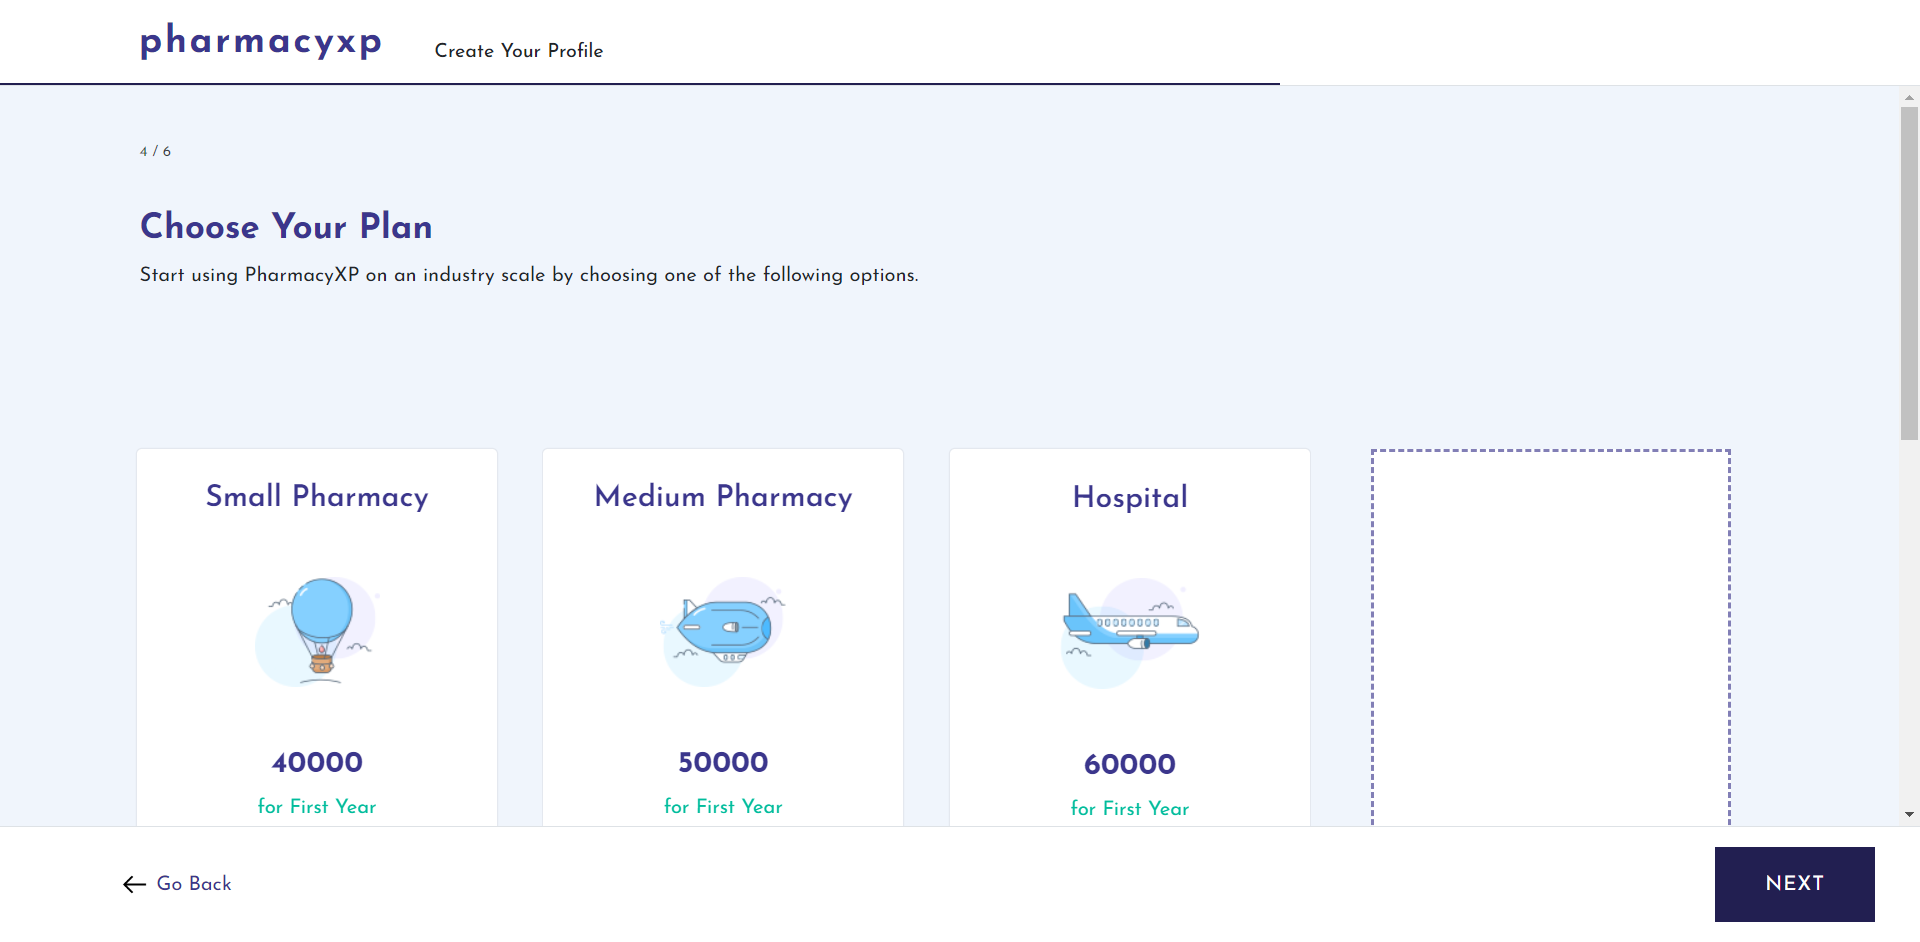 pharmacyxp
Create Your Profile
4 / 6
Choose Your Plan
Start using PharmacyXP on an industry scale by choosing one of the following options.
Small Pharmacy
40000
for First Year
Medium Pharmacy
50000
for First Year
Hospital
60000
for First Year
Go Back
NEXT